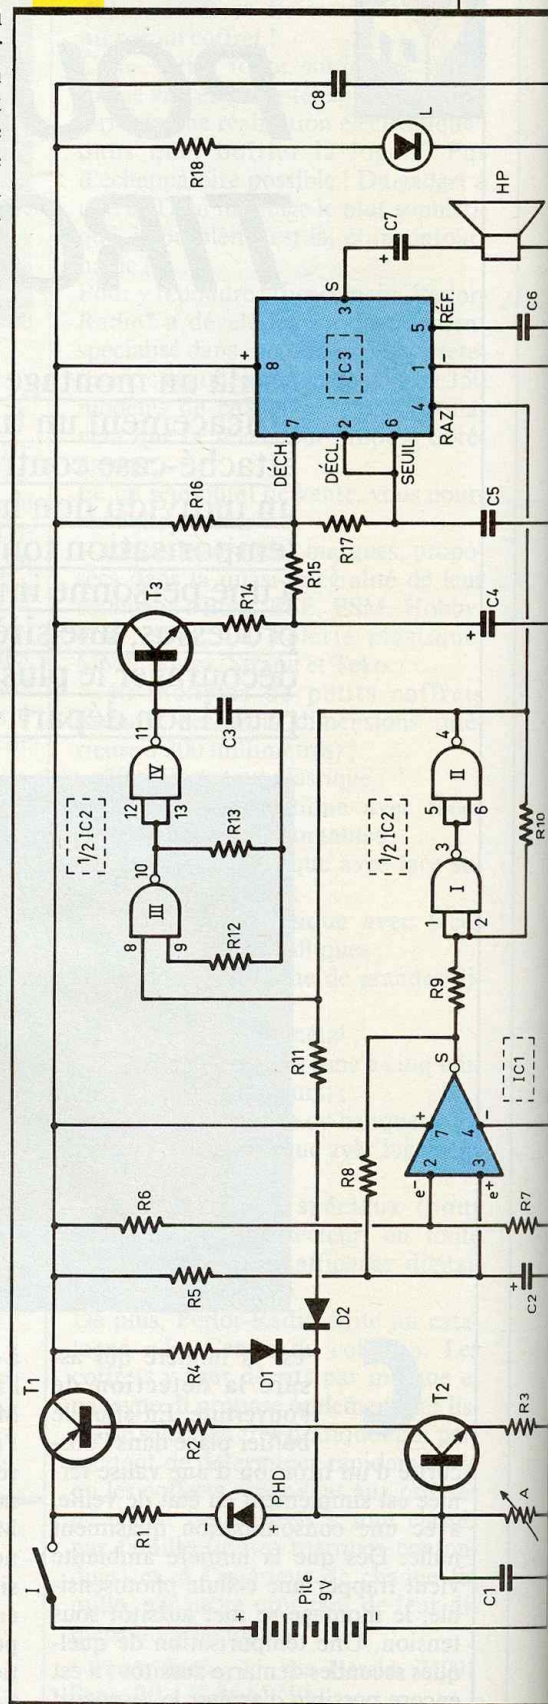 I
Pile
9V
+
-
R1
PHD
-
+
C1
A
T1
R2
T2
R3
R4
D1
D2
R5
C2
+
R6
R7
R8
e-
2
3
e+
+
7
4
-
S
IC1
R9
R10
R11
R12
R13
8
9
III
10
1/2 IC2
12
13
IV
11
C3
1
2
I
3
1/2 IC2
5
6
II
4
T3
R14
R15
C4
+
R16
R17
C5
DÉCH.
7
DÉCL.
2
6
SEUIL
+
8
IC3
4
RAZ
1
-
5
RÉF.
3
S
C6
C7
+
HP
R18
L
C8